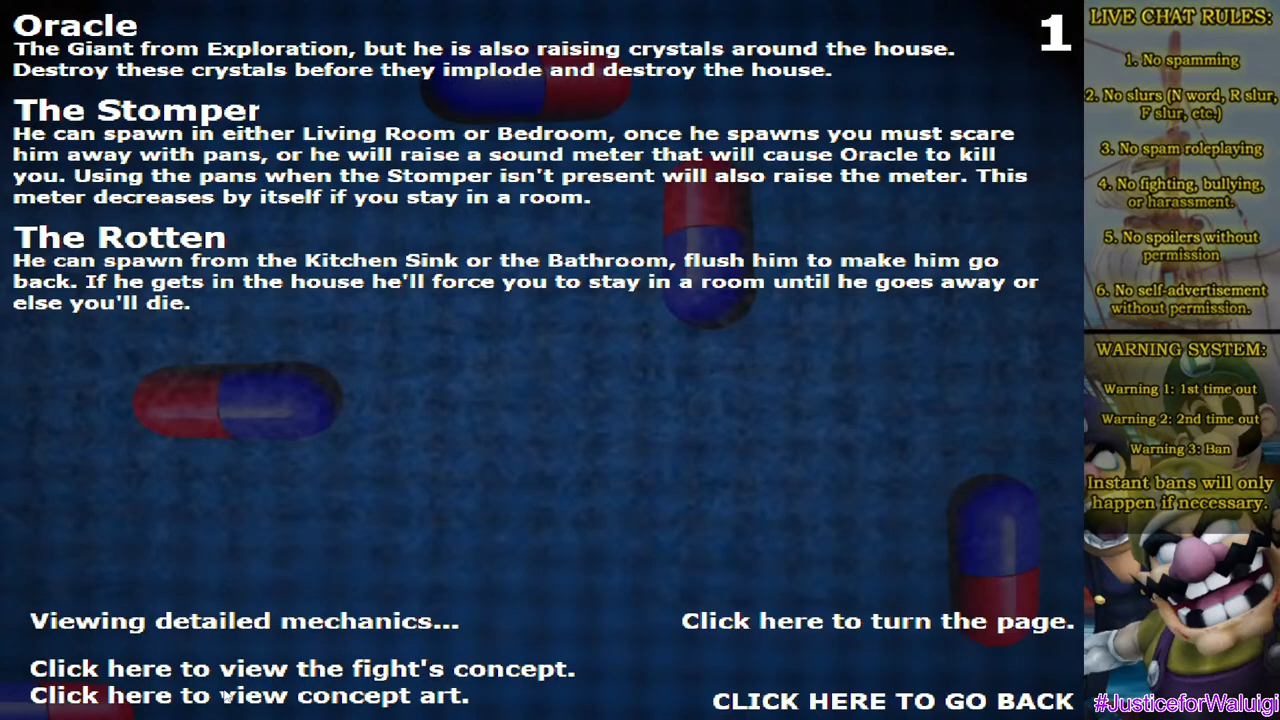 Oracle
1
The Giant from Exploration, but he is also raising crystals around the house.
Destroy these crystals before they implode and destroy the house.
The Stomper
He can spawn in either Living Room or Bedroom, once he spawns you must scare
him away with pans, or he will raise a sound meter that will cause Oracle to kill
you. Using the pans when the Stomper isn't present will also raise the meter. This
meter decreases by itself if you stay in a room.
The Rotten
He can spawn from the Kitchen Sink or the Bathroom, flush him to make him go
back. If he gets in the house he'll force you to stay in a room until he goes away or
else you'll die.
Viewing detailed mechanics...
Click here to turn the page.
Click here to view the fight's concept.
Click here to view concept art.
CLICK HERE TO GO BACK
LIVE CHAT RULES:
1. No spamming
2. No slurs (N word, R slur,
F slur, etc.)
3. No spam roleplaying
4. No fighting, bullying,
or harassment.
5. No spoilers without
permission
6. No self-advertisement
without permission.
WARNING SYSTEM:
Warning 1: 1st time out
Warning 2: 2nd time out
Warning 3: Ban
Instant bans will only
happen if necessary.
#JusticeforWaluigi